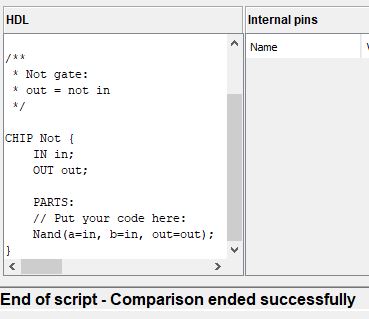 HDL
Internal pins
Name
/**
 * Not gate:
 * out = not in
 */
CHIP Not {
    IN in;
    OUT out;
    PARTS:
    // Put your code here:
    Nand(a=in, b=in, out=out);
}
End of script - Comparison ended successfully